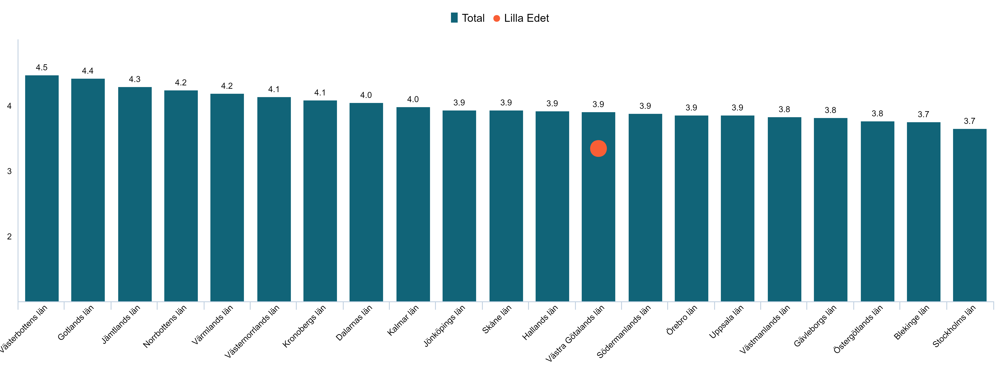 Total Lilla Edet
4.5 4.4 4.3 4.2 4.2 4.1 4.1 4.0 4.0 3.9 3.9 3.9 3.9 3.9 3.9 3.9 3.8 3.8 3.8 3.7 3.7
4
3
2
Västerbottens län
Gotlands län
Jämtlands län
Norrbottens län
Värmlands län
Västernorrlands län
Kronobergs län
Dalarnas län
Kalmar län
Jönköpings län
Skåne län
Hallands län
Västra Götalands län
Södermanlands län
Örebro län
Uppsala län
Västmanlands län
Gävleborgs län
Östergötlands län
Blekinge län
Stockholms län